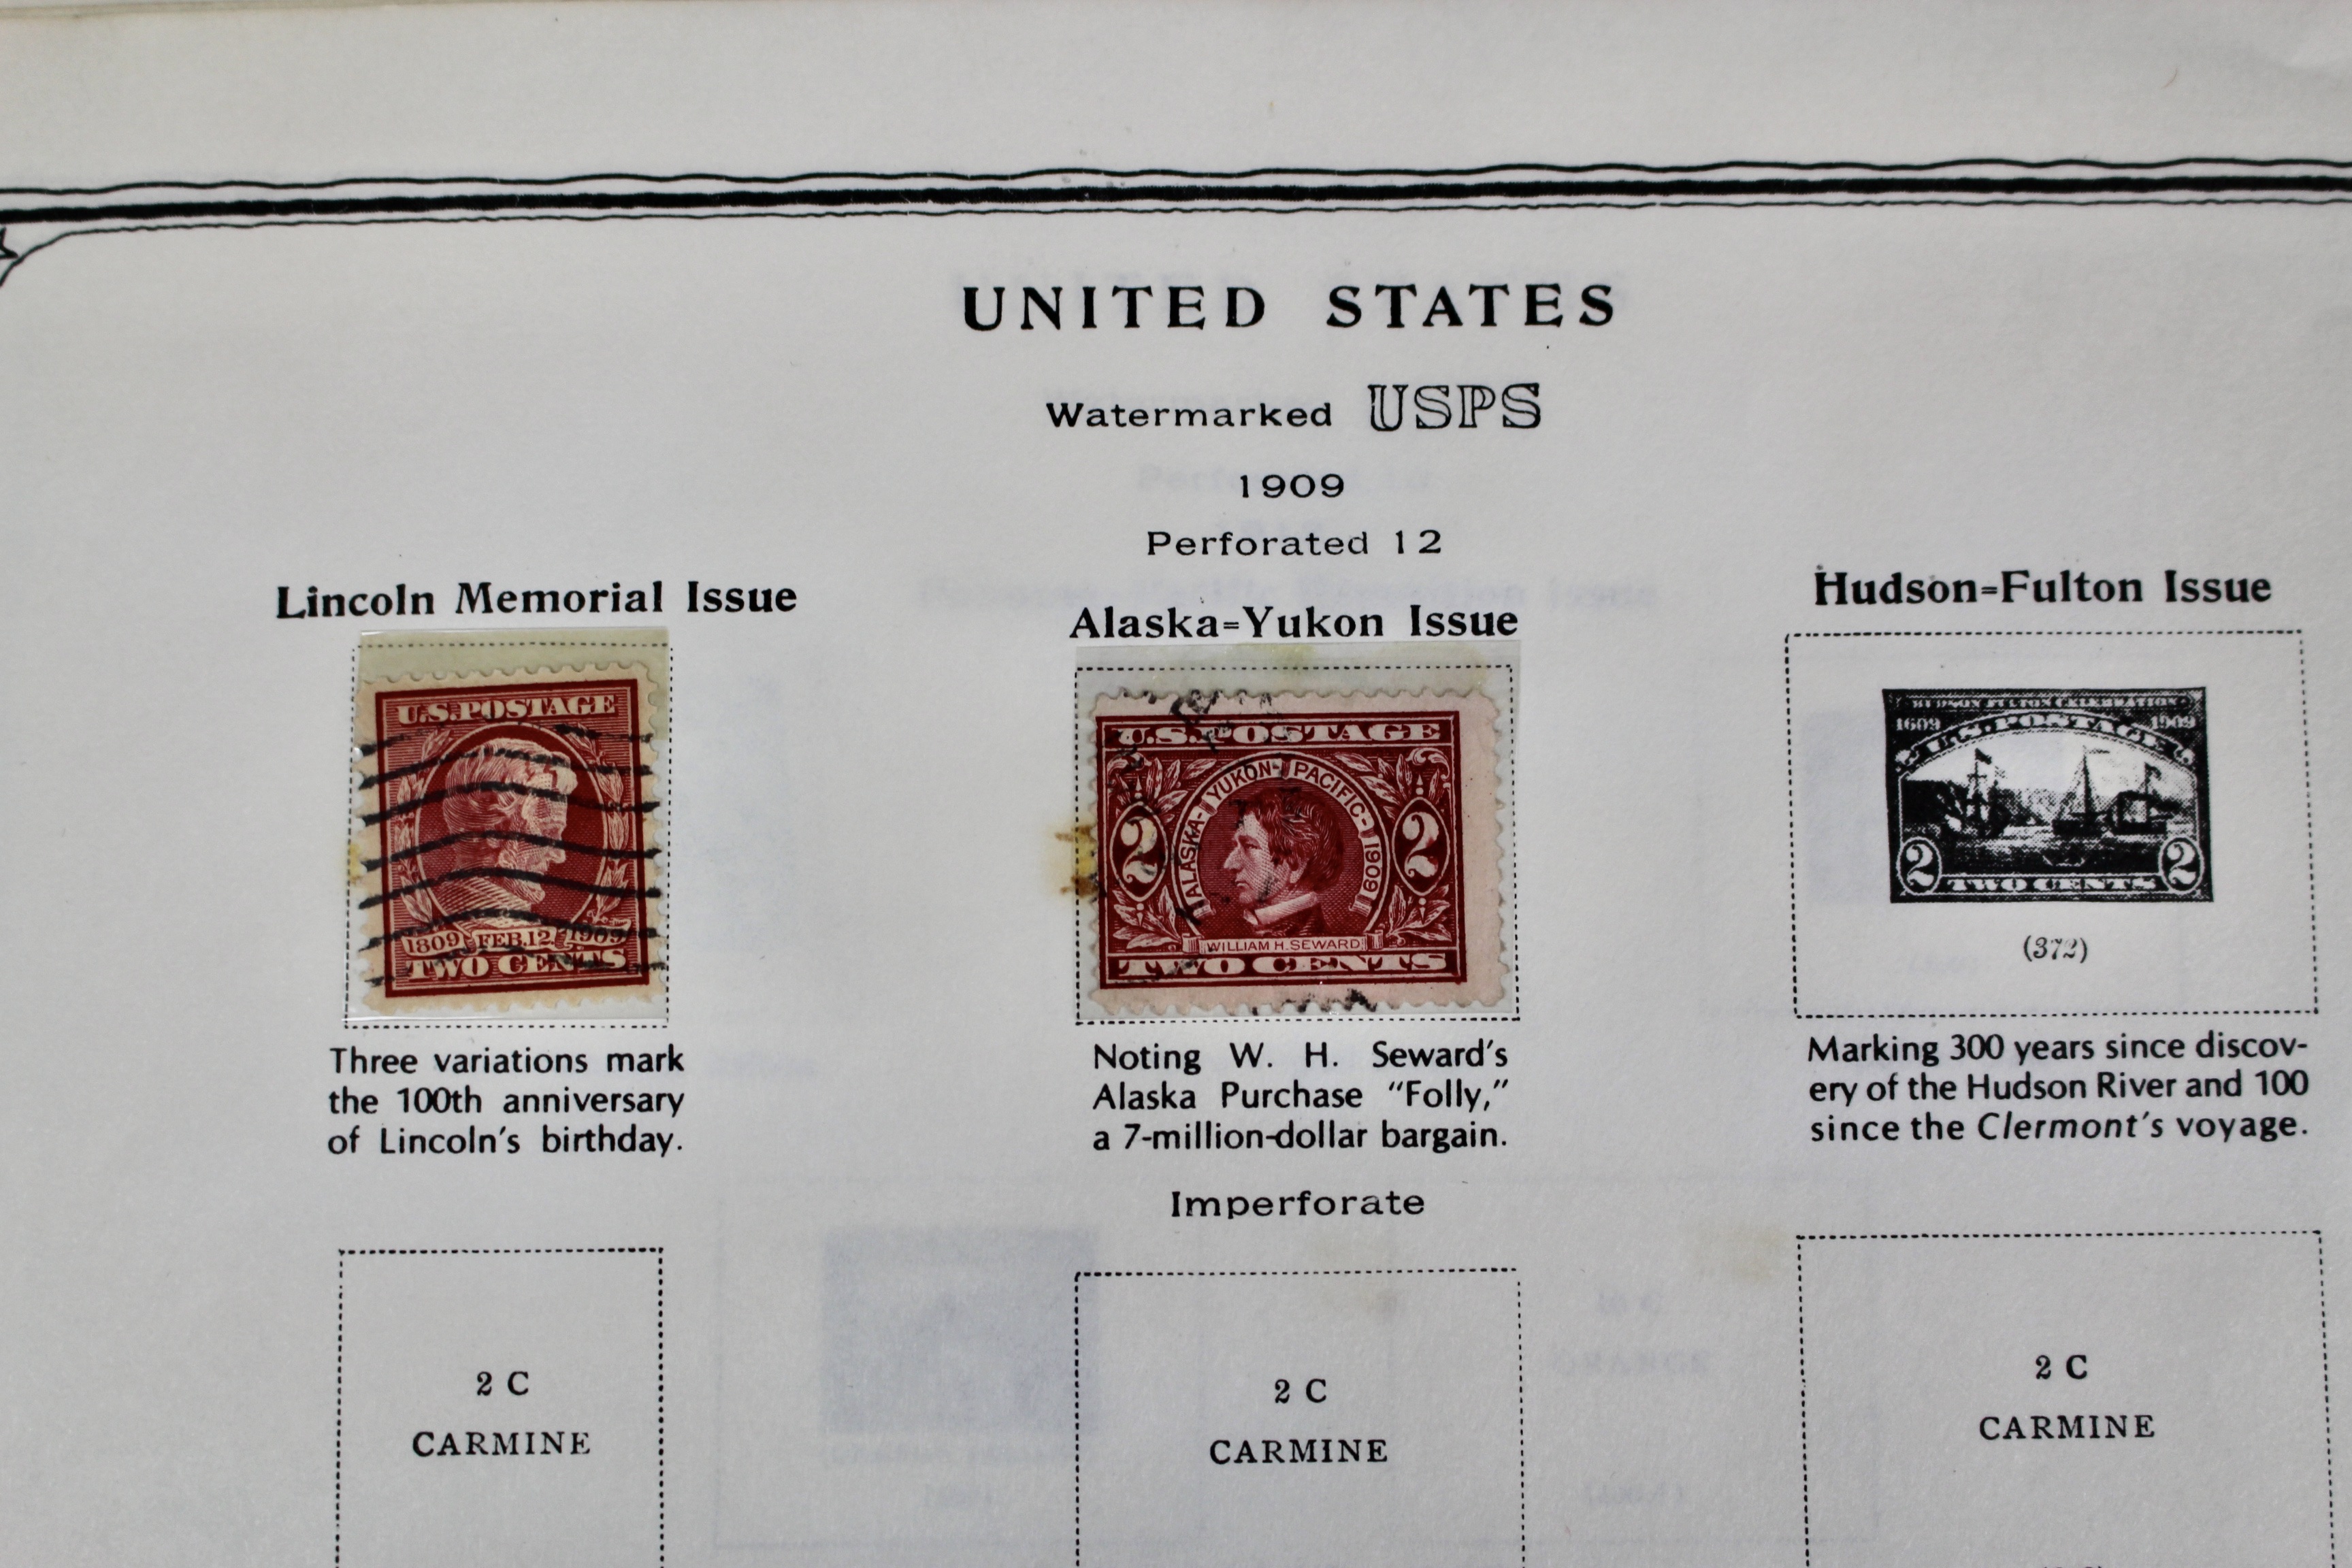 UNITED STATES
Watermarked USPS
1909
Perforated 12
Lincoln Memorial Issue
U.S. POSTAGE
1809 FEB. 12. 1909
TWO CENTS
Three variations mark
the 100th anniversary
of Lincoln's birthday.
Alaska=Yukon Issue
U.S. POSTAGE
ALASKA-YUKON-PACIFIC-1909
2 2
WILLIAM H. SEWARD
TWO CENTS
Noting W. H. Seward's
Alaska Purchase “Folly,”
a 7-million-dollar bargain.
Hudson=Fulton Issue
HUDSON FULTON CELEBRATION
1609 1909
U.S. POSTAGE
2 2
TWO CENTS
(372)
Marking 300 years since discov-
ery of the Hudson River and 100
since the Clermont's voyage.
Imperforate
2 C
CARMINE
2 C
CARMINE
2 C
CARMINE